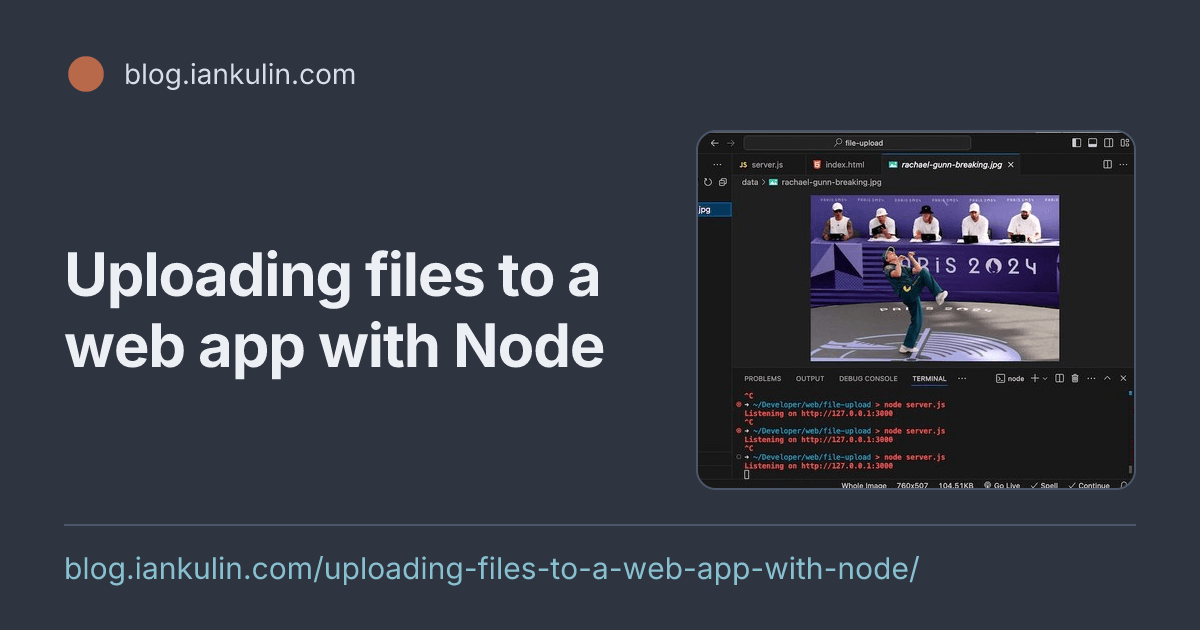 blog.iankulin.com
Uploading files to a
web app with Node
file-upload
JS server.js
index.html
rachael-gunn-breaking.jpg
data > rachael-gunn-breaking.jpg
.jpg
PARIS 2024
PARIS 2024
PROBLEMS OUTPUT DEBUG CONSOLE TERMINAL
node
^C
~/Developer/web/file-upload > node server.js
Listening on http://127.0.0.1:3000
^C
~/Developer/web/file-upload > node server.js
Listening on http://127.0.0.1:3000
^C
~/Developer/web/file-upload > node server.js
Listening on http://127.0.0.1:3000
Whole Image 760x507 104.51KB Go Live Spell Continue
blog.iankulin.com/uploading-files-to-a-web-app-with-node/